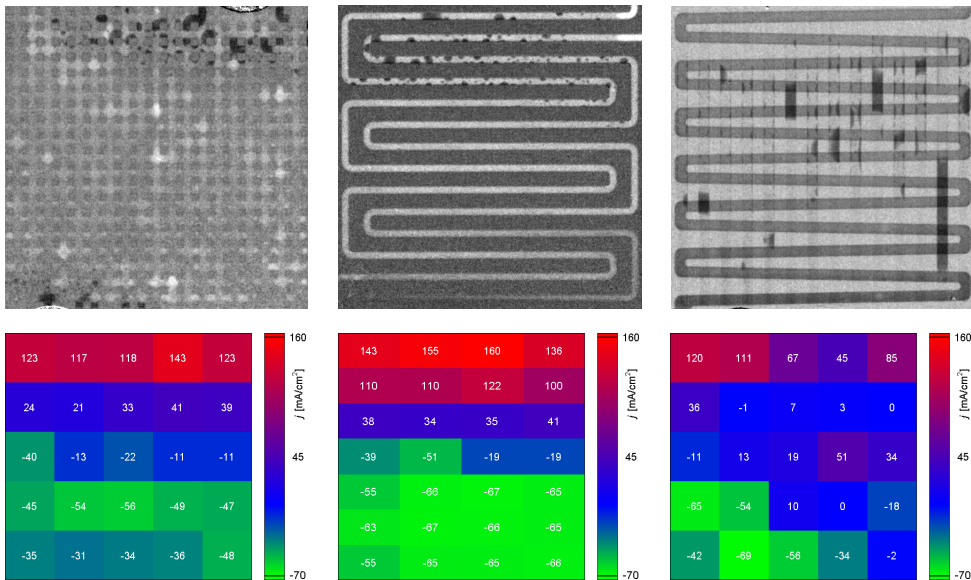 123 117 118 143 123
24 21 33 41 39
-40 -13 -22 -11 -11
-45 -54 -56 -49 -47
-35 -31 -34 -36 -48
160
j [mA/cm²]
45
-70
143 155 160 136
110 110 122 100
38 34 35 41
-39 -51 -19 -19
-55 -66 -67 -65
-63 -67 -66 -65
-55 -65 -65 -66
160
j [mA/cm²]
45
-70
120 111 67 45 85
36 -1 7 3 0
-11 13 19 51 34
-65 -54 10 0 -18
-42 -69 -56 -34 -2
160
j [mA/cm²]
45
-70